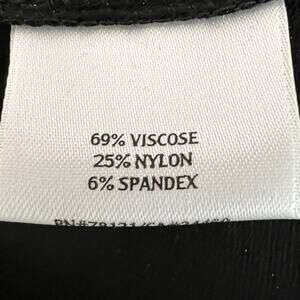 69% VISCOSE
25% NYLON
6% SPANDEX